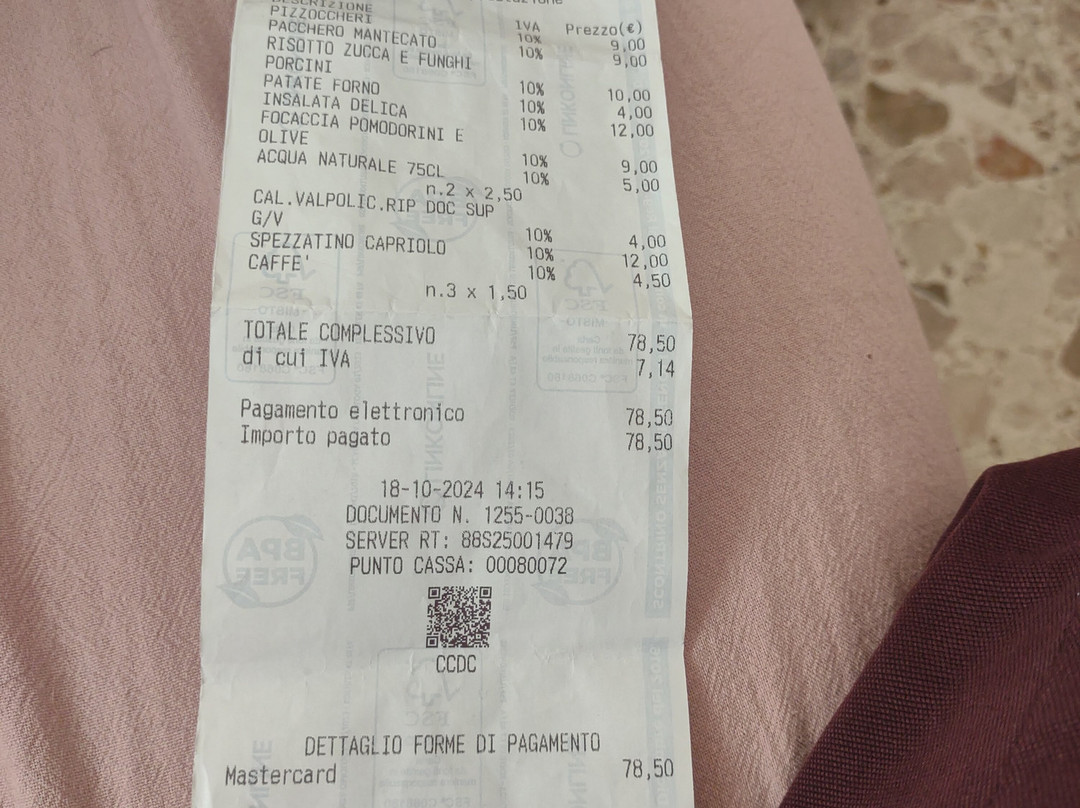 DESCRIZIONE IVA Prezzo(€)
PIZZOCCHERI 10% 9,00
PACCHERO MANTECATO 10% 9,00
RISOTTO ZUCCA E FUNGHI
PORCINI 10% 10,00
PATATE FORNO 10% 4,00
INSALATA DELICA 10% 12,00
FOCACCIA POMODORINI E
OLIVE 10% 9,00
ACQUA NATURALE 75CL 10% 5,00
n.2 x 2,50
CAL.VALPOLIC.RIP DOC SUP
G/V 10% 4,00
SPEZZATINO CAPRIOLO 10% 12,00
CAFFE' 10% 4,50
n.3 x 1,50
TOTALE COMPLESSIVO 78,50
di cui IVA 7,14
Pagamento elettronico 78,50
Importo pagato 78,50
18-10-2024 14:15
DOCUMENTO N. 1255-0038
SERVER RT: 88S25001479
PUNTO CASSA: 00080072
CCDC
DETTAGLIO FORME DI PAGAMENTO
Mastercard 78,50
BPA
FREE
BPA
FREE